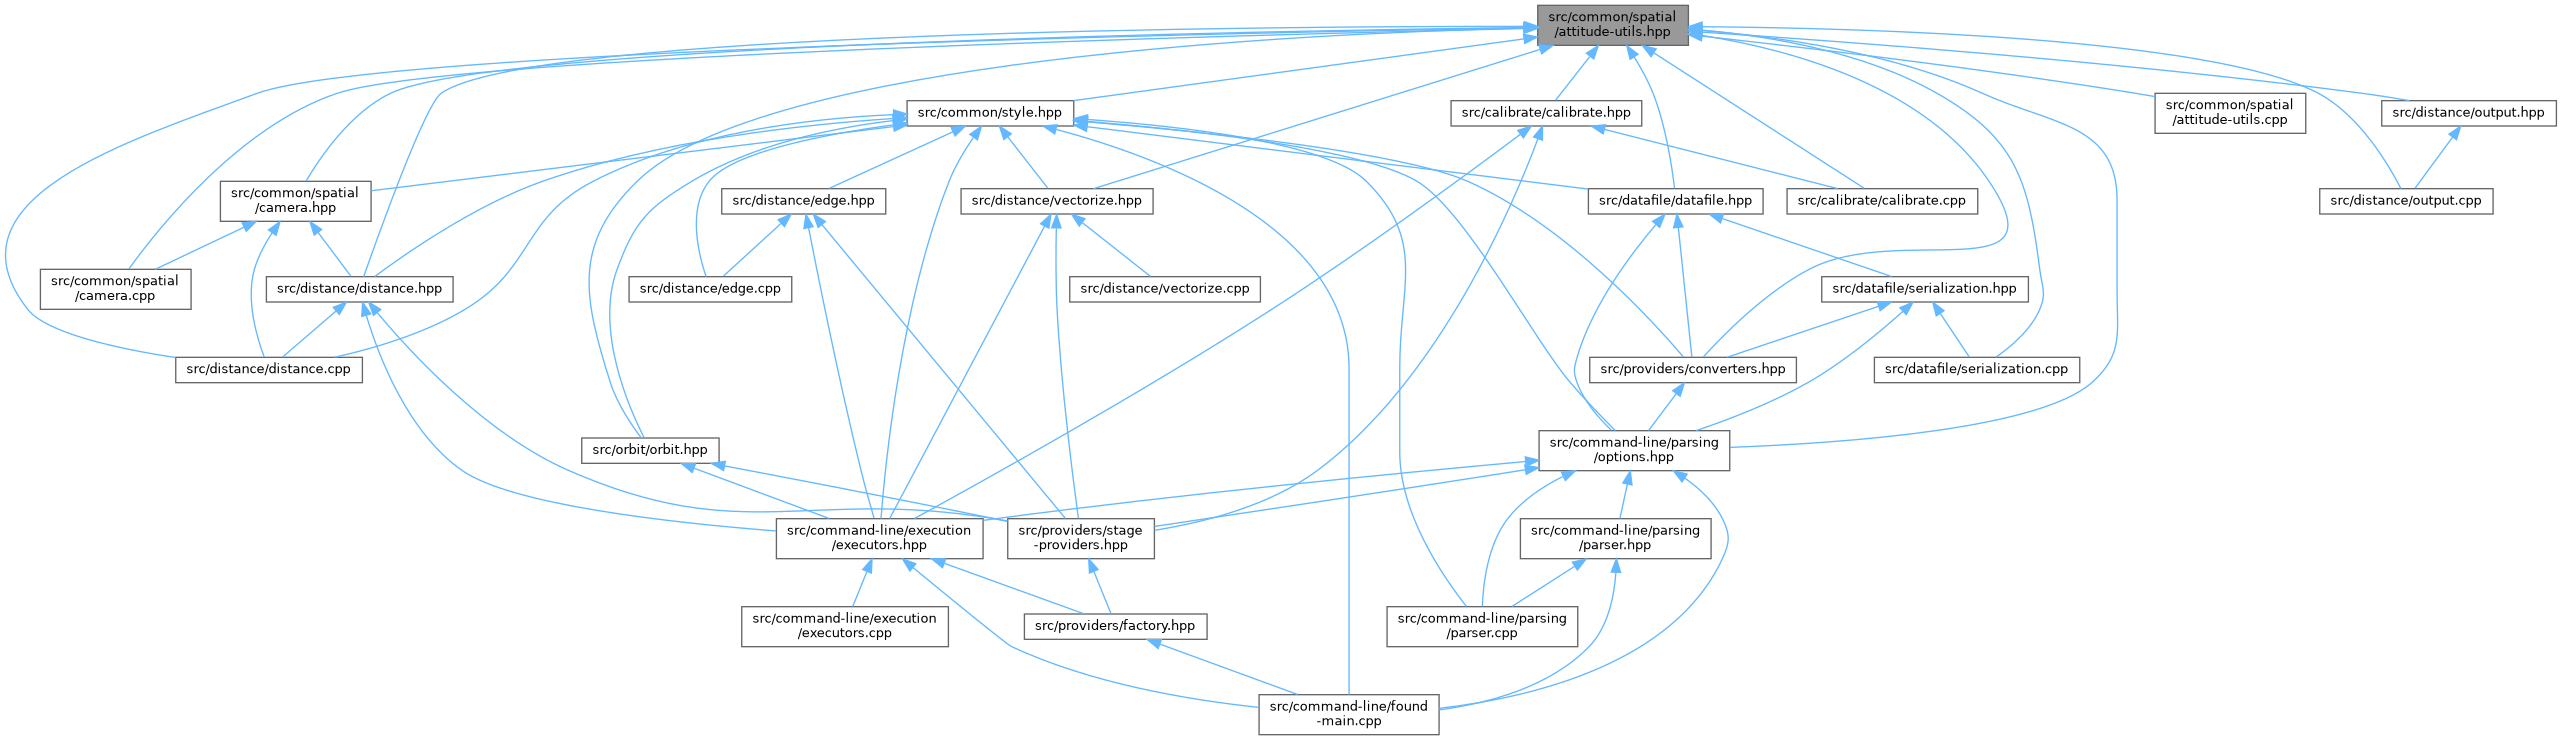 src/common/spatial
/attitude-utils.hpp
src/common/style.hpp
src/calibrate/calibrate.hpp
src/common/spatial
/attitude-utils.cpp
src/distance/output.hpp
src/common/spatial
/camera.hpp
src/distance/edge.hpp
src/distance/vectorize.hpp
src/datafile/datafile.hpp
src/calibrate/calibrate.cpp
src/distance/output.cpp
src/common/spatial
/camera.cpp
src/distance/distance.hpp
src/distance/edge.cpp
src/distance/vectorize.cpp
src/datafile/serialization.hpp
src/distance/distance.cpp
src/providers/converters.hpp
src/datafile/serialization.cpp
src/orbit/orbit.hpp
src/command-line/parsing
/options.hpp
src/command-line/execution
/executors.hpp
src/providers/stage
-providers.hpp
src/command-line/parsing
/parser.hpp
src/command-line/execution
/executors.cpp
src/providers/factory.hpp
src/command-line/parsing
/parser.cpp
src/command-line/found
-main.cpp